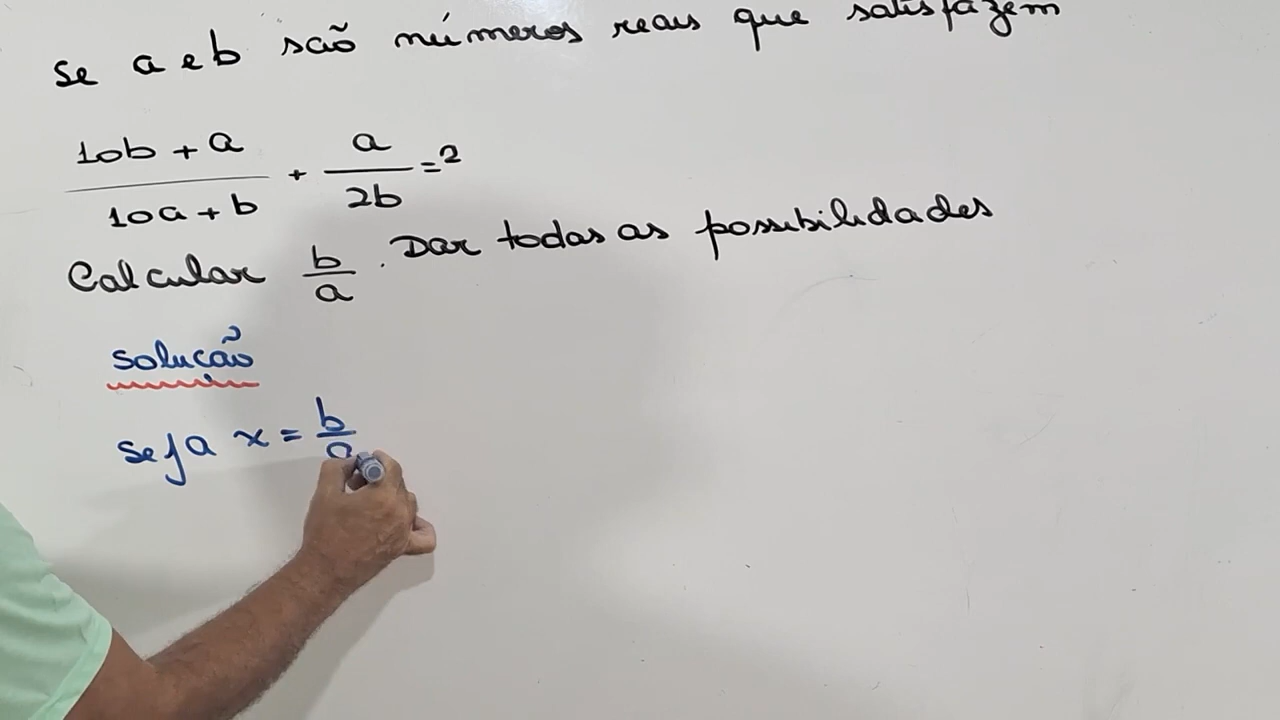 Se a e b são números reais que satisfazem
10b + a / 10a + b + a / 2b = 2
Calcular b / a . Dar todas as possibilidades
solução
seja x = b / a